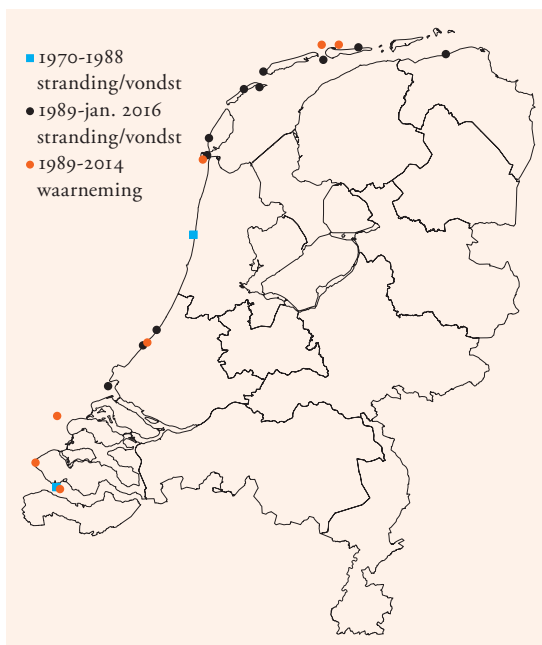 1970-1988
stranding/vondst
1989-jan. 2016
stranding/vondst
1989-2014
waarneming